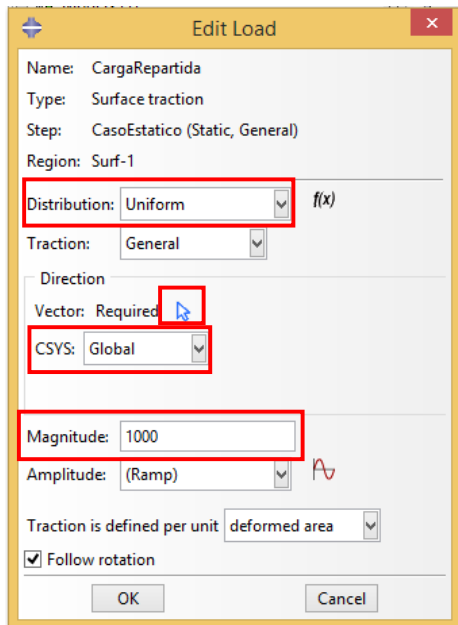 Edit Load
Name: CargaRepartida
Type: Surface traction
Step: CasoEstatico (Static, General)
Region: Surf-1
Distribution: Uniform f(x)
Traction: General
Direction
Vector: Required
CSYS: Global
Magnitude: 1000
Amplitude: (Ramp)
Traction is defined per unit deformed area
Follow rotation
OK Cancel